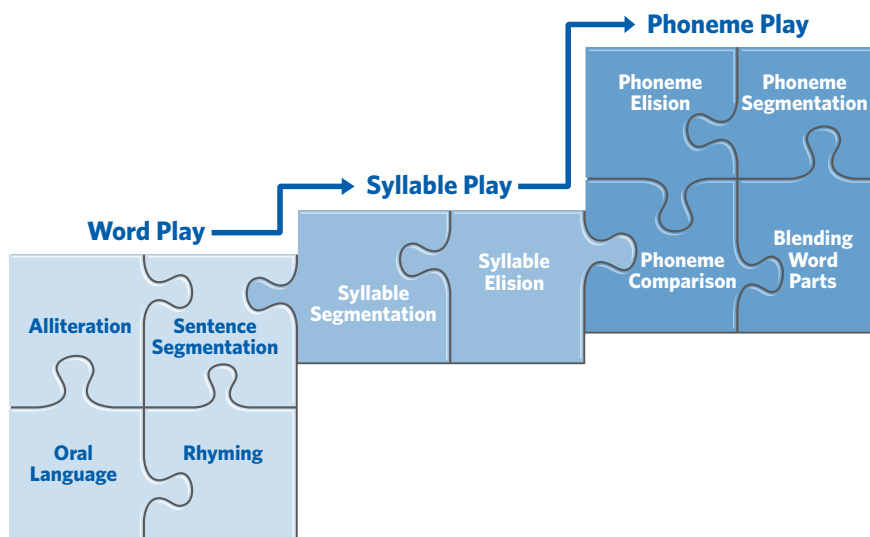 Phoneme Play
Phoneme
Elision
Phoneme
Segmentation
Syllable Play
Word Play
Phoneme
Comparison
Blending
Word
Parts
Syllable
Segmentation
Syllable
Elision
Alliteration
Sentence
Segmentation
Oral
Language
Rhyming